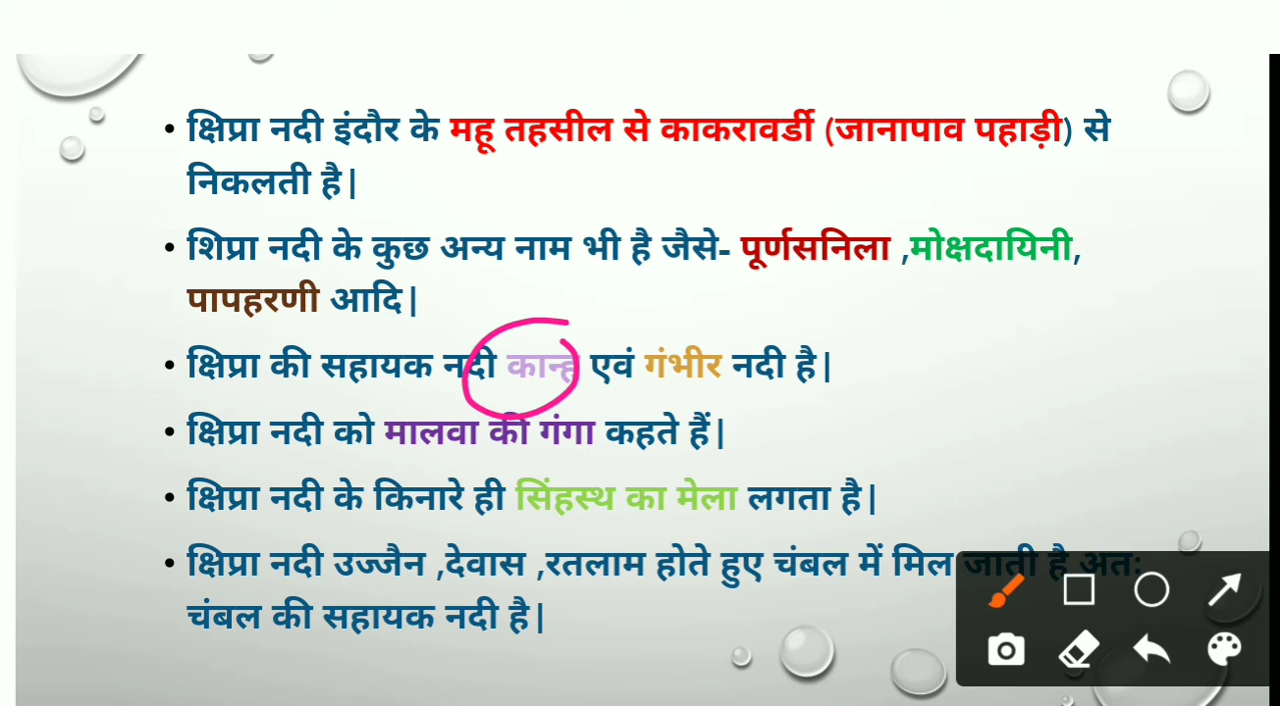 • क्षिप्रा नदी इंदौर के महू तहसील से काकरावर्डी (जानापाव पहाड़ी) से
निकलती है|
• शिप्रा नदी के कुछ अन्य नाम भी है जैसे- पूर्णसनिला ,मोक्षदायिनी,
पापहरणी आदि|
• क्षिप्रा की सहायक नदी कान्ह एवं गंभीर नदी है|
• क्षिप्रा नदी को मालवा की गंगा कहते हैं|
• क्षिप्रा नदी के किनारे ही सिंहस्थ का मेला लगता है|
• क्षिप्रा नदी उज्जैन ,देवास ,रतलाम होते हुए चंबल में मिल जाती है अतः
चंबल की सहायक नदी है|